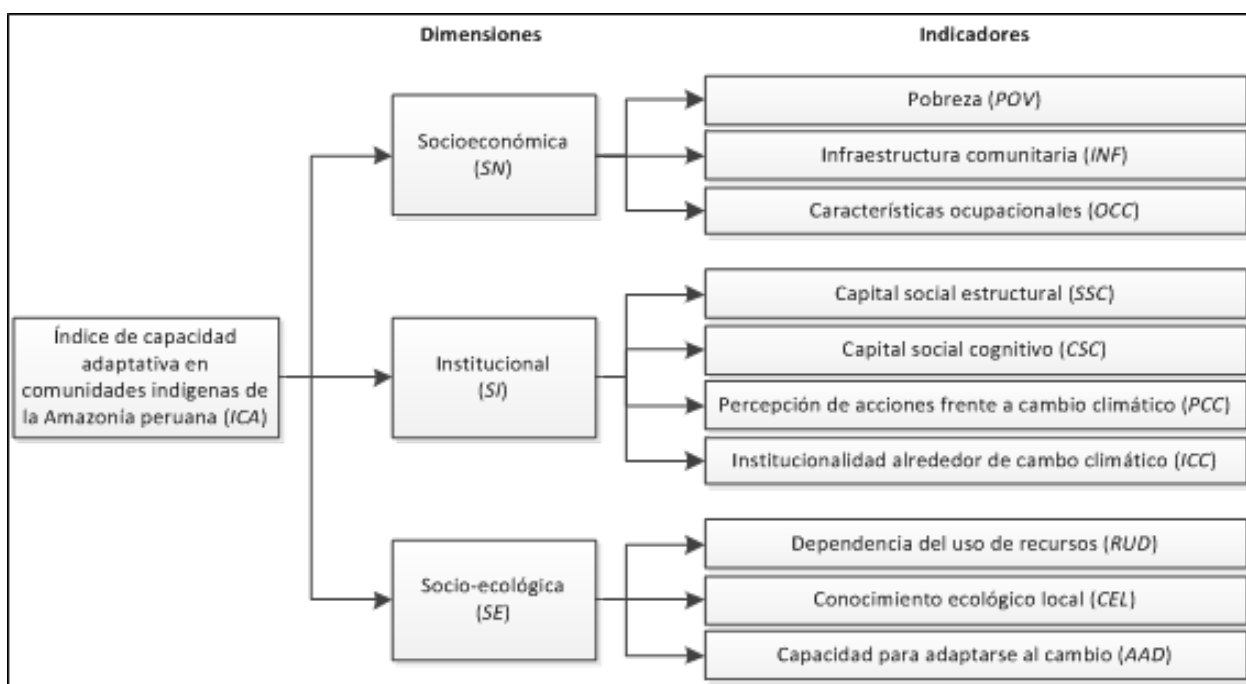 Dimensiones
Indicadores
Índice de capacidad
adaptativa en
comunidades indígenas de
la Amazonía peruana (ICA)
Socioeconómica
(SN)
Pobreza (POV)
Infraestructura comunitaria (INF)
Características ocupacionales (OCC)
Institucional
(SI)
Capital social estructural (SSC)
Capital social cognitivo (CSC)
Percepción de acciones frente a cambio climático (PCC)
Institucionalidad alrededor de cambo climático (ICC)
Socio-ecológica
(SE)
Dependencia del uso de recursos (RUD)
Conocimiento ecológico local (CEL)
Capacidad para adaptarse al cambio (AAD)